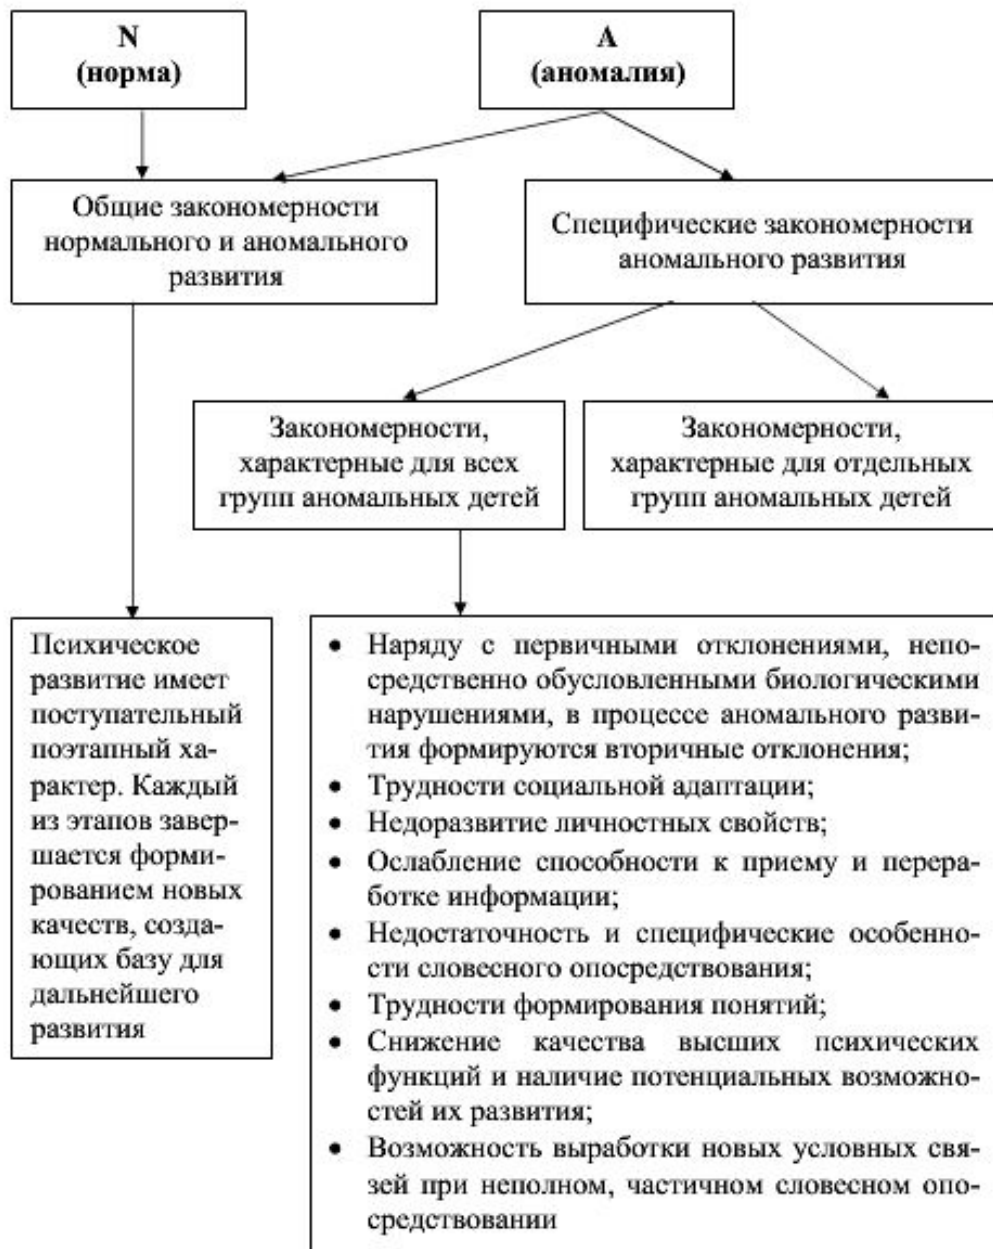 N
(норма)
А
(аномалия)
Общие закономерности
нормального и аномального
развития
Специфические закономерности
аномального развития
Закономерности,
характерные для всех
групп аномальных детей
Закономерности,
характерные для отдельных
групп аномальных детей
Психическое
развитие имеет
поступательный
поэтапный ха-
рактер. Каждый
из этапов завер-
шается форми-
рованием новых
качеств, созда-
ющих базу для
дальнейшего
развития
• Наряду с первичными отклонениями, непо-
средственно обусловленными биологическими
нарушениями, в процессе аномального разви-
тия формируются вторичные отклонения;
• Трудности социальной адаптации;
• Недоразвитие личностных свойств;
• Ослабление способности к приему и перера-
ботке информации;
• Недостаточность и специфические особенно-
сти словесного опосредствования;
• Трудности формирования понятий;
• Снижение качества высших психических
функций и наличие потенциальных возможно-
стей их развития;
• Возможность выработки новых условных свя-
зей при неполном, частичном словесном опо-
средствовании